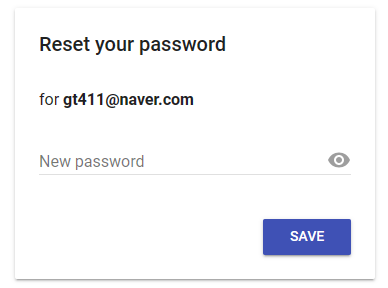 Reset your password
for gt411@naver.com
New password
SAVE